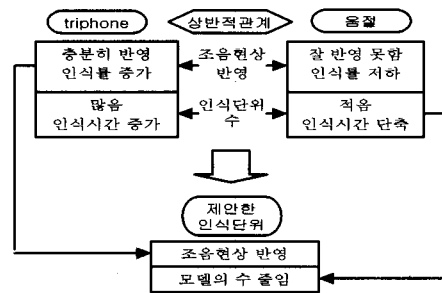 triphone
상반적관계
음절
충분히 반영
인식률 증가
조음현상
반영
잘 반영 못함
인식률 저하
많음
인식시간 증가
인식단위
수
적음
인식시간 단축
제안한
인식단위
조음현상 반영
모델의 수 줄임